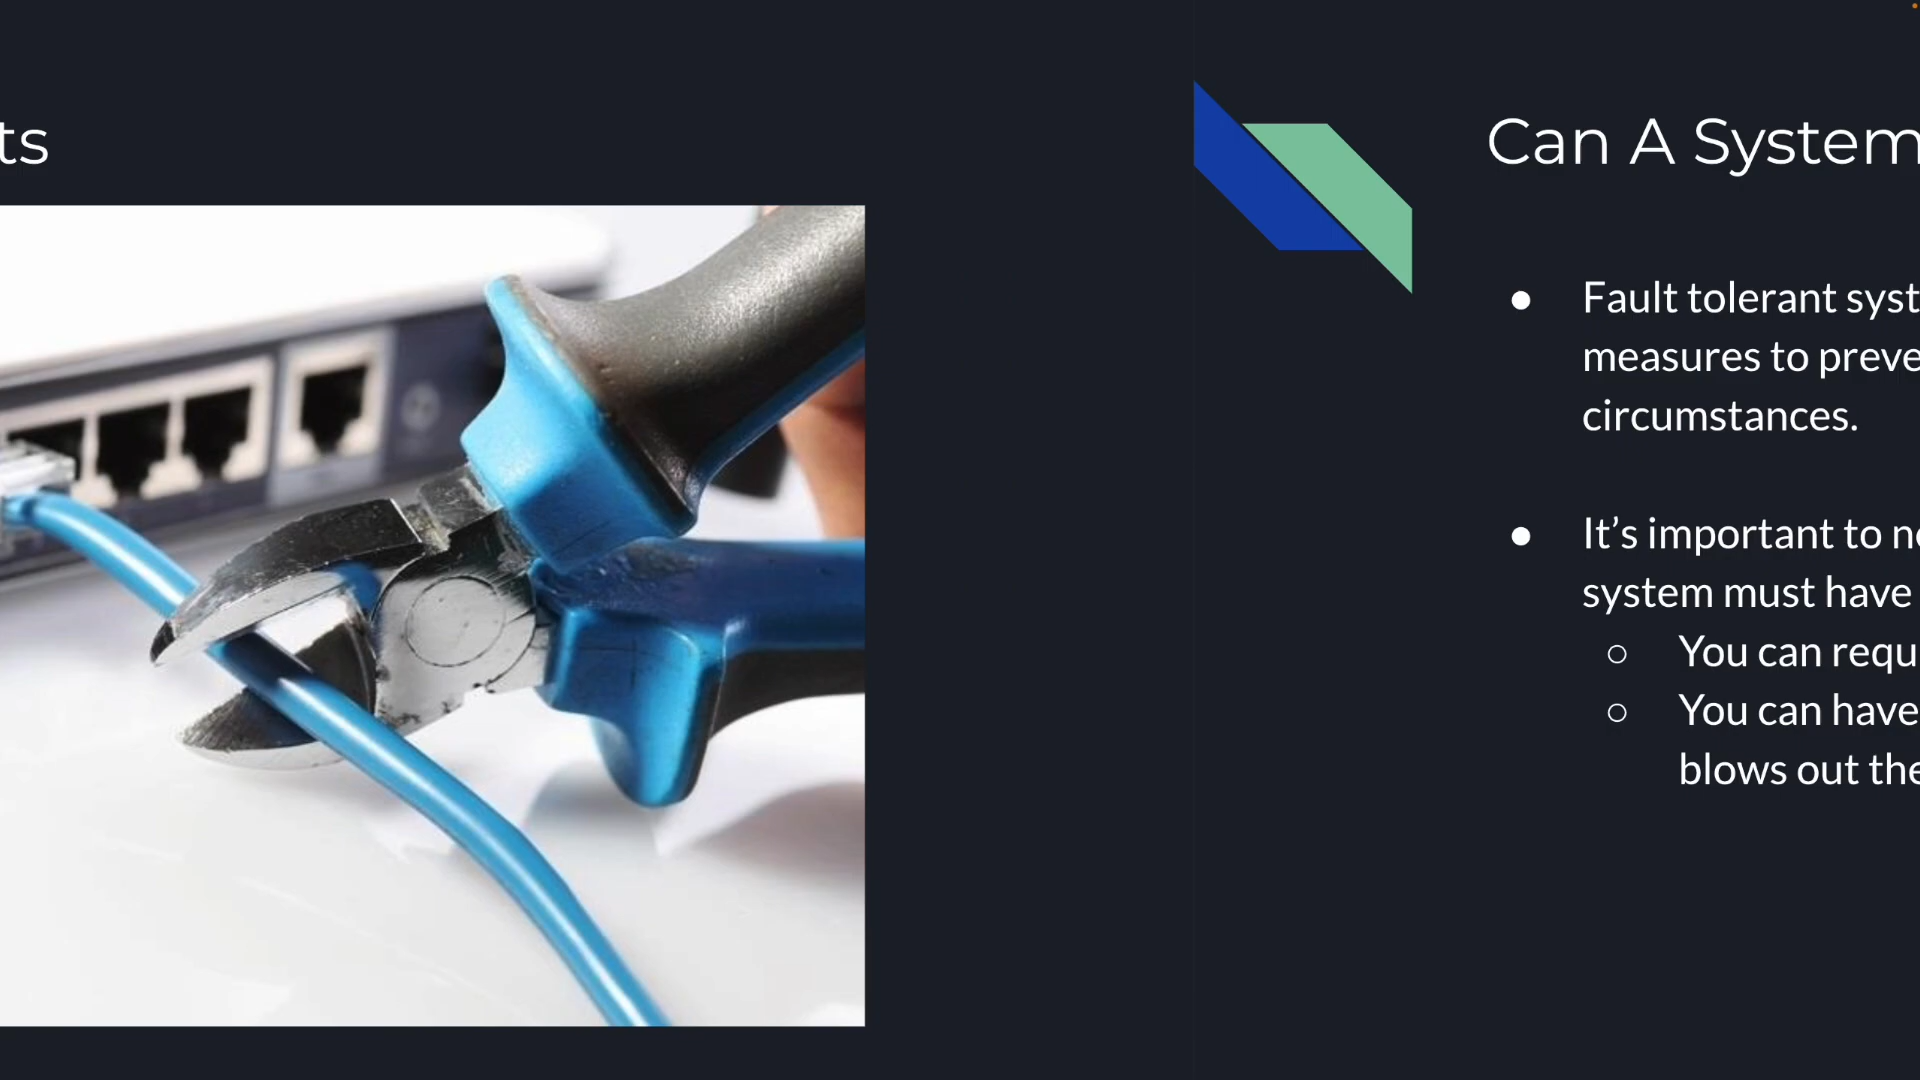 ts
Can A System
Fault tolerant syst
measures to preve
circumstances.
It’s important to n
system must have
You can requ
You can have
blows out the